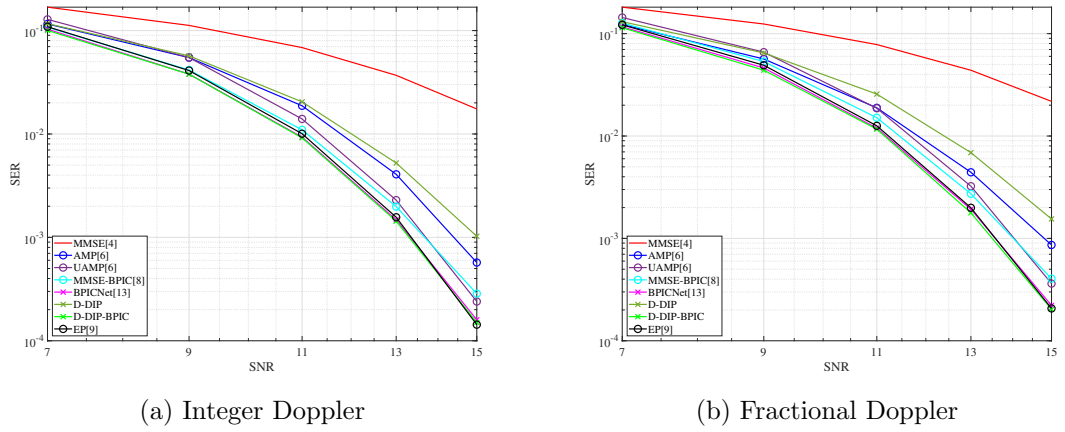 10^-1
10^-2
10^-3
10^-4
SER
7 9 11 13 15
SNR
MMSE[4]
AMP[6]
UAMP[6]
MMSE-BPIC[8]
BPICNet[13]
D-DIP
D-DIP-BPIC
EP[9]
(a) Integer Doppler
10^-1
10^-2
10^-3
10^-4
SER
7 9 11 13 15
SNR
MMSE[4]
AMP[6]
UAMP[6]
MMSE-BPIC[8]
BPICNet[13]
D-DIP
D-DIP-BPIC
EP[9]
(b) Fractional Doppler